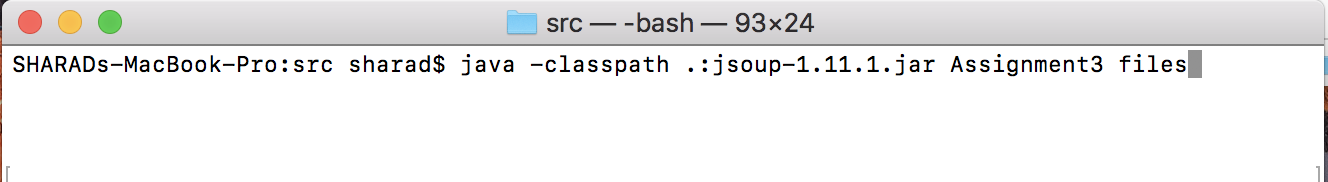 src — -bash — 93×24
SHARADs-MacBook-Pro:src sharad$ java -classpath .:jsoup-1.11.1.jar Assignment3 files